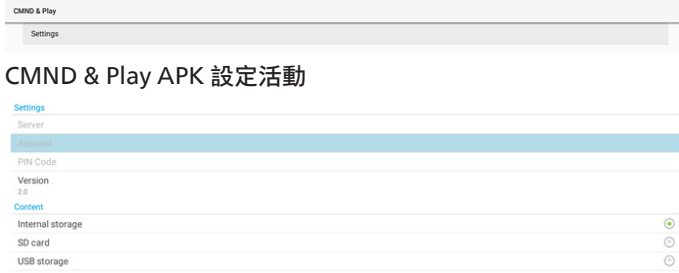 CMND & Play
Settings
CMND & Play APK 設定活動
Settings
Server
Account
PIN Code
Version
2.0
Content
Internal storage
SD card
USB storage